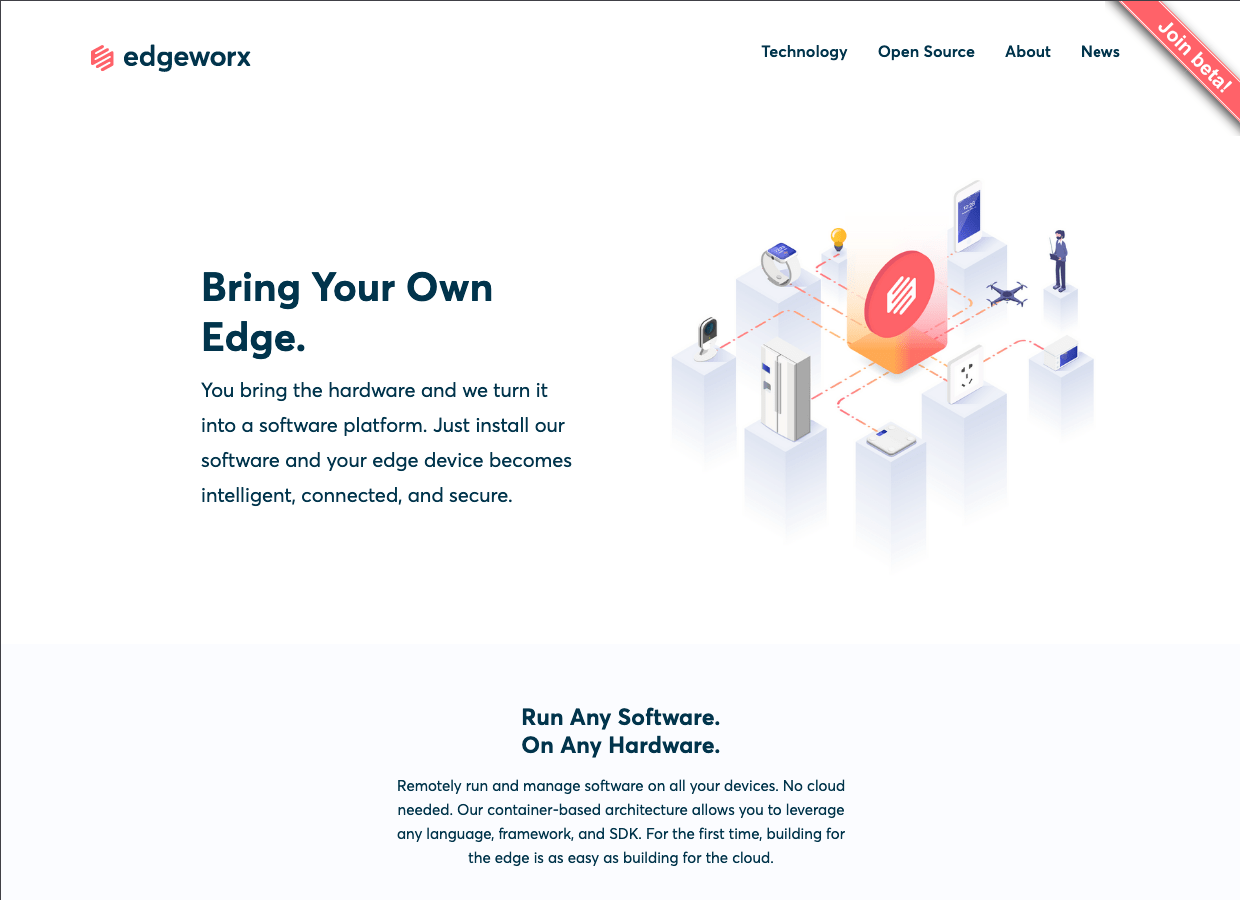 edgeworx
Technology
Open Source
About
News
Join beta!
Bring Your Own
Edge.
You bring the hardware and we turn it
into a software platform. Just install our
software and your edge device becomes
intelligent, connected, and secure.
Run Any Software.
On Any Hardware.
Remotely run and manage software on all your devices. No cloud
needed. Our container-based architecture allows you to leverage
any language, framework, and SDK. For the first time, building for
the edge is as easy as building for the cloud.